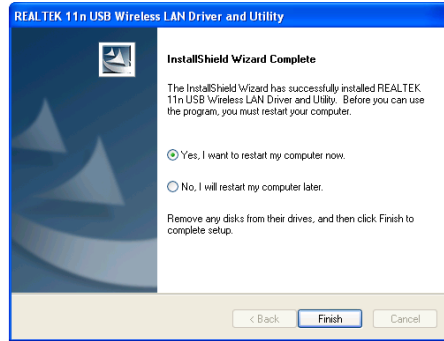 REALTEK 11n USB Wireless LAN Driver and Utility
InstallShield Wizard Complete
The InstallShield Wizard has successfully installed REALTEK
11n USB Wireless LAN Driver and Utility. Before you can use
the program, you must restart your computer.
Yes, I want to restart my computer now.
No, I will restart my computer later.
Remove any disks from their drives, and then click Finish to
complete setup.
< Back Finish Cancel